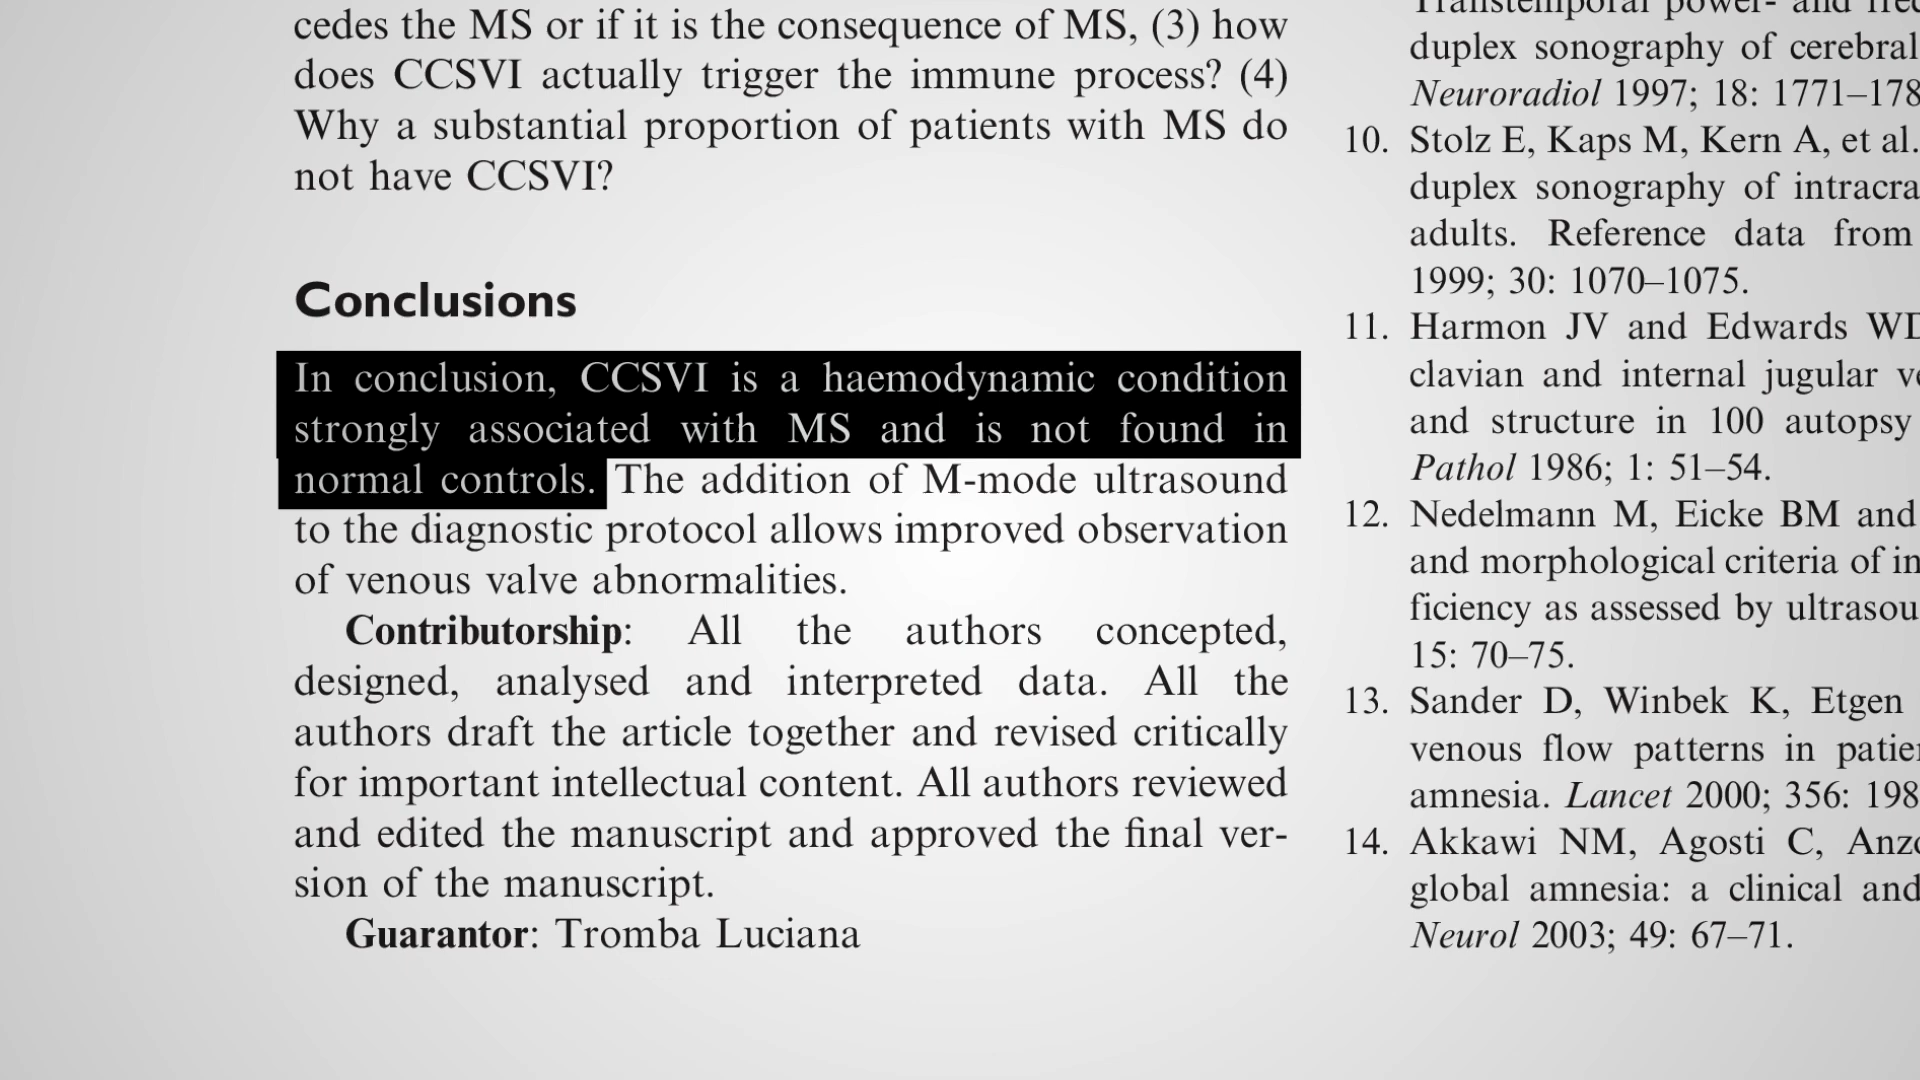 cedes the MS or if it is the consequence of MS, (3) how
does CCSVI actually trigger the immune process? (4)
Why a substantial proportion of patients with MS do
not have CCSVI?
Conclusions
In conclusion, CCSVI is a haemodynamic condition
strongly associated with MS and is not found in
normal controls. The addition of M-mode ultrasound
to the diagnostic protocol allows improved observation
of venous valve abnormalities.
Contributorship: All the authors concepted,
designed, analysed and interpreted data. All the
authors draft the article together and revised critically
for important intellectual content. All authors reviewed
and edited the manuscript and approved the final ver-
sion of the manuscript.
Guarantor: Tromba Luciana
Transtemporal power- and
duplex sonography of cerebral
Neuroradiol 1997; 18: 1771–178
10. Stolz E, Kaps M, Kern A, et al.
duplex sonography of intracra
adults. Reference data from
1999; 30: 1070–1075.
11. Harmon JV and Edwards WD
clavian and internal jugular ve
and structure in 100 autopsy
Pathol 1986; 1: 51–54.
12. Nedelmann M, Eicke BM and
and morphological criteria of in
ficiency as assessed by ultrasou
15: 70–75.
13. Sander D, Winbek K, Etgen
venous flow patterns in patie
amnesia. Lancet 2000; 356: 198
14. Akkawi NM, Agosti C, Anzo
global amnesia: a clinical and
Neurol 2003; 49: 67–71.